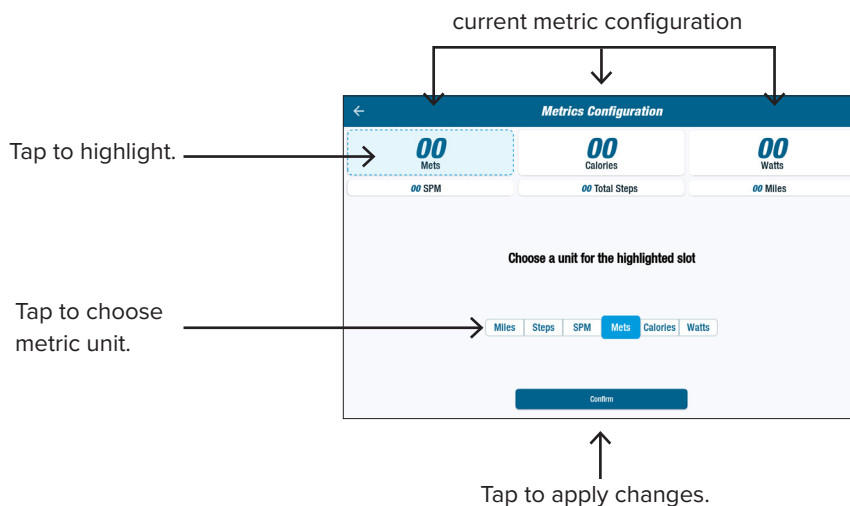 current metric configuration
Metrics Configuration
Tap to highlight.
00 00 00
Mets Calories Watts
00 SPM 00 Total Steps 00 Miles
Choose a unit for the highlighted slot
Tap to choose
metric unit.
Miles Steps SPM Mets Calories Watts
Confirm
Tap to apply changes.